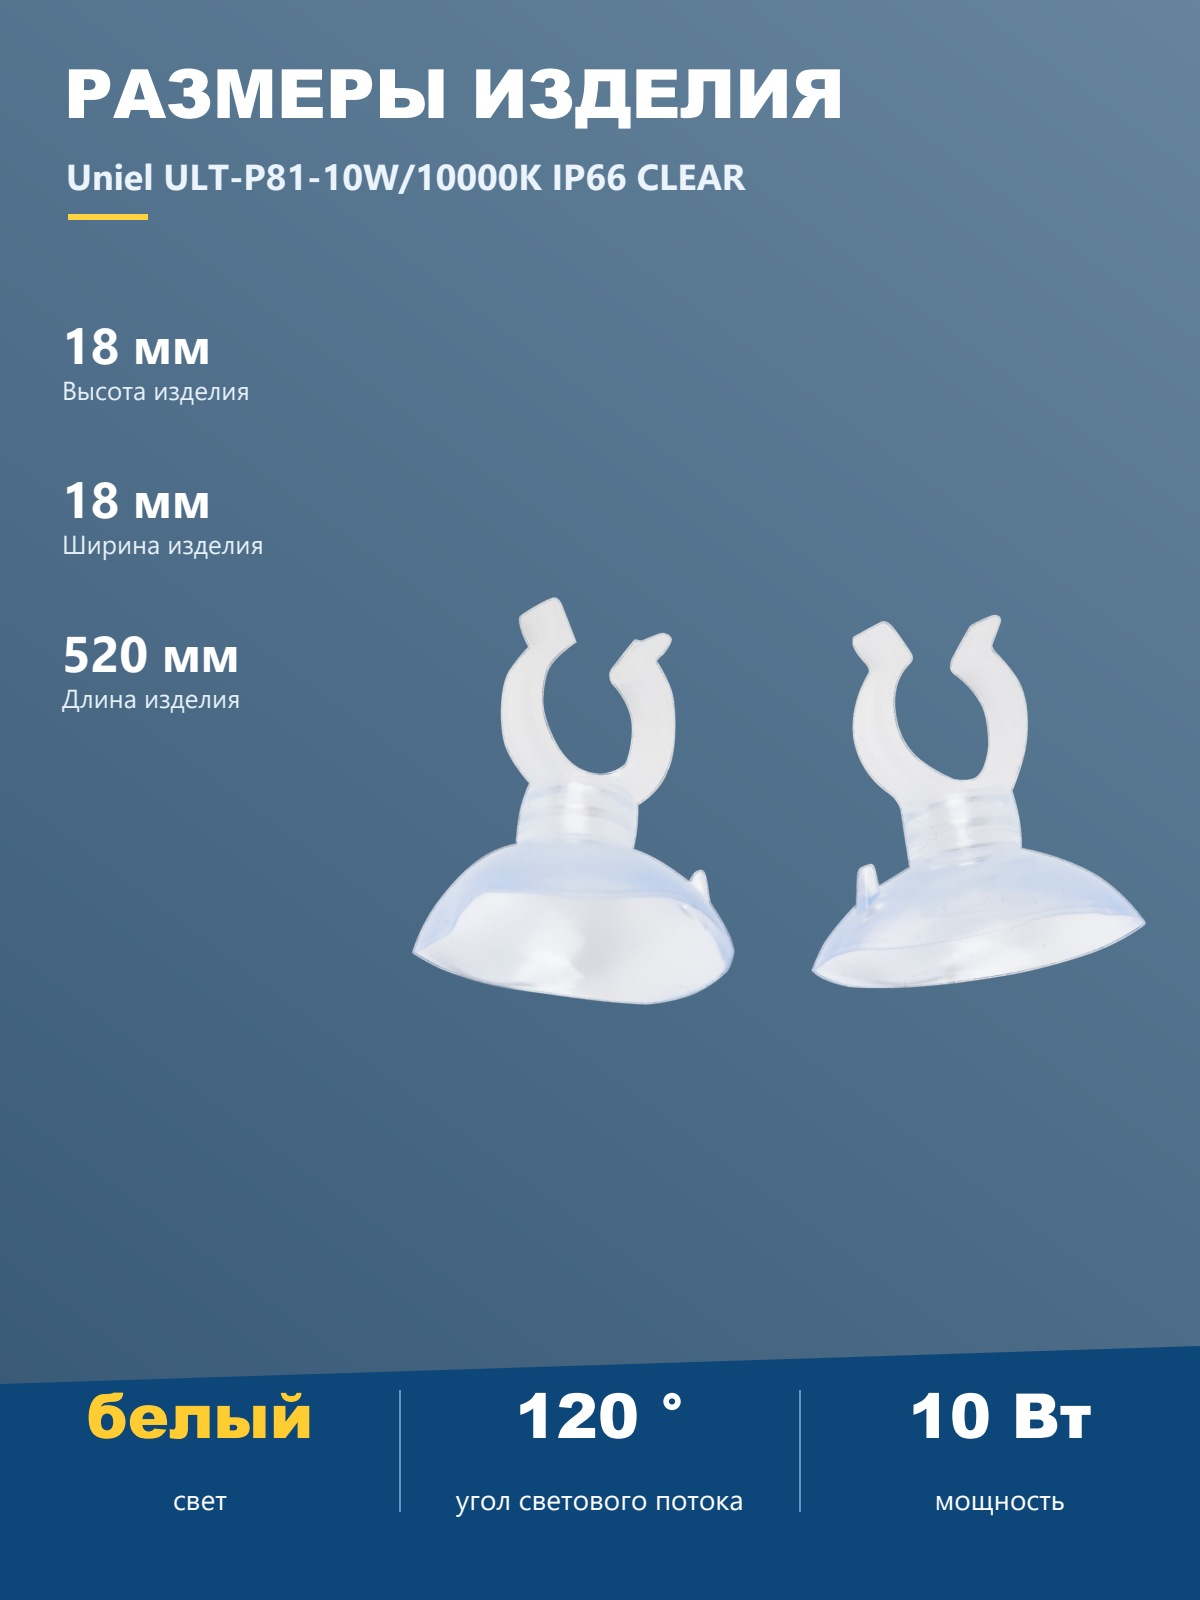 РАЗМЕРЫ ИЗДЕЛИЯ
Uniel ULT-P81-10W/10000K IP66 CLEAR
18 мм
Высота изделия
18 мм
Ширина изделия
520 мм
Длина изделия
белый
свет
120 °
угол светового потока
10 Вт
мощность